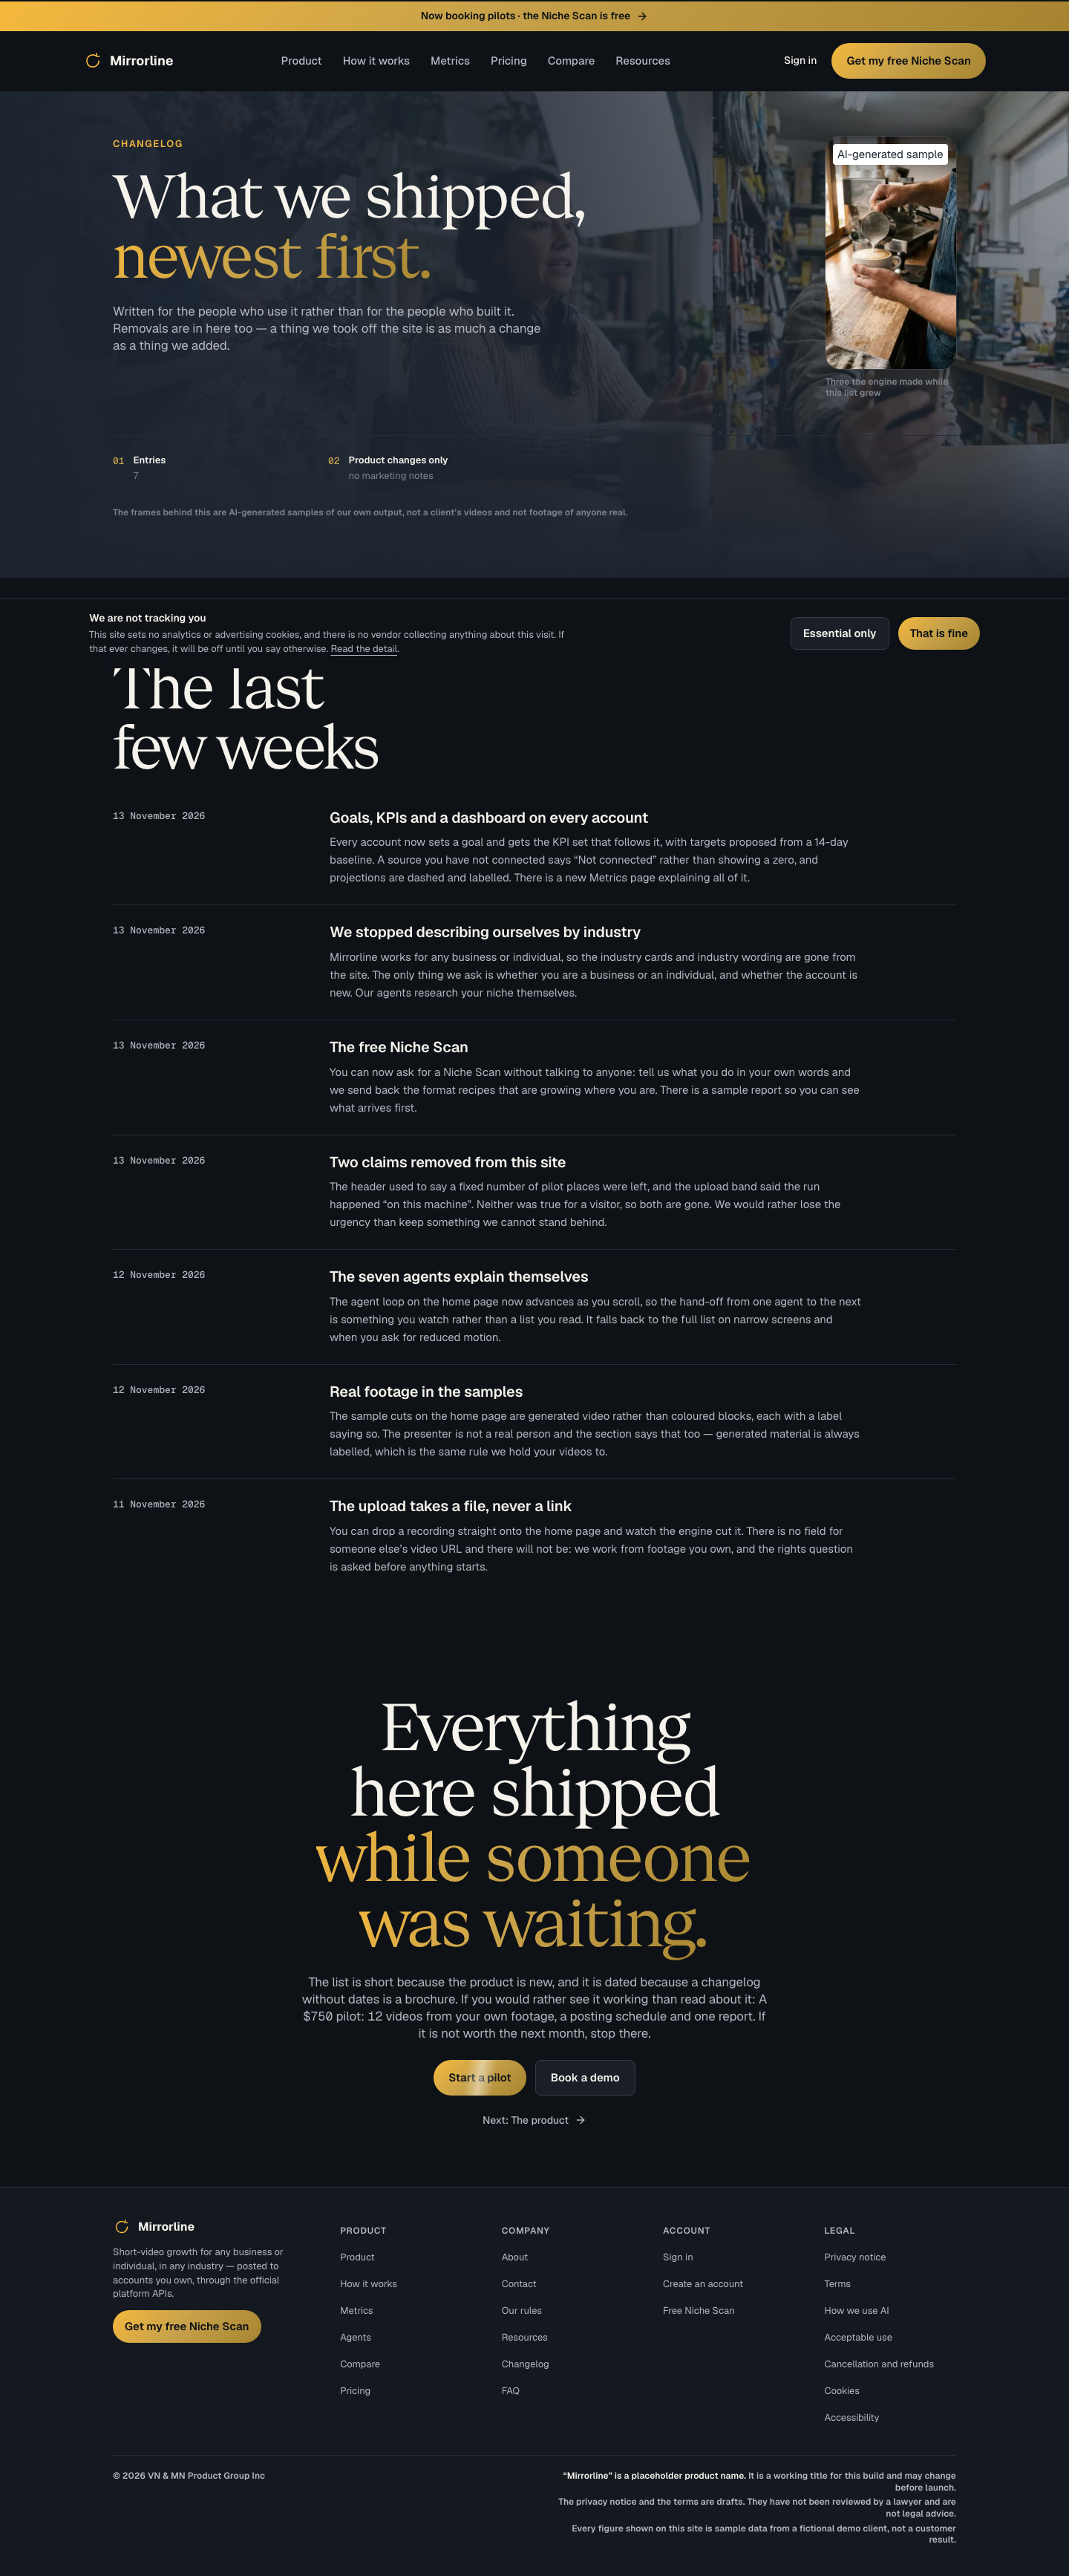 Now booking pilots · the Niche Scan is free →
Mirrorline
Product
How it works
Metrics
Pricing
Compare
Resources
Sign in
Get my free Niche Scan
CHANGELOG
What we shipped,
newest first.
Written for the people who use it rather than for the people who built it.
Removals are in here too — a thing we took off the site is as much a change
as a thing we added.
AI-generated sample
Three the engine made while
this list grew
01 Entries
7
02 Product changes only
no marketing notes
The frames behind this are AI-generated samples of our own output, not a client's videos and not footage of anyone real.
We are not tracking you
This site sets no analytics or advertising cookies, and there is no vendor collecting anything about this visit. If
that ever changes, it will be off until you say otherwise. Read the detail.
Essential only
That is fine
The last
few weeks
13 November 2026
Goals, KPIs and a dashboard on every account
Every account now sets a goal and gets the KPI set that follows it, with targets proposed from a 14-day
baseline. A source you have not connected says “Not connected” rather than showing a zero, and
projections are dashed and labelled. There is a new Metrics page explaining all of it.
13 November 2026
We stopped describing ourselves by industry
Mirrorline works for any business or individual, so the industry cards and industry wording are gone from
the site. The only thing we ask is whether you are a business or an individual, and whether the account is
new. Our agents research your niche themselves.
13 November 2026
The free Niche Scan
You can now ask for a Niche Scan without talking to anyone: tell us what you do in your own words and
we send back the format recipes that are growing where you are. There is a sample report so you can see
what arrives first.
13 November 2026
Two claims removed from this site
The header used to say a fixed number of pilot places were left, and the upload band said the run
happened “on this machine”. Neither was true for a visitor, so both are gone. We would rather lose the
urgency than keep something we cannot stand behind.
12 November 2026
The seven agents explain themselves
The agent loop on the home page now advances as you scroll, so the hand-off from one agent to the next
is something you watch rather than a list you read. It falls back to the full list on narrow screens and
when you ask for reduced motion.
12 November 2026
Real footage in the samples
The sample cuts on the home page are generated video rather than coloured blocks, each with a label
saying so. The presenter is not a real person and the section says that too — generated material is always
labelled, which is the same rule we hold your videos to.
11 November 2026
The upload takes a file, never a link
You can drop a recording straight onto the home page and watch the engine cut it. There is no field for
someone else's video URL and there will not be: we work from footage you own, and the rights question
is asked before anything starts.
Everything
here shipped
while someone
was waiting.
The list is short because the product is new, and it is dated because a changelog
without dates is a brochure. If you would rather see it working than read about it: A
$750 pilot: 12 videos from your own footage, a posting schedule and one report. If
it is not worth the next month, stop there.
Start a pilot
Book a demo
Next: The product →
Mirrorline
Short-video growth for any business or
individual, in any industry — posted to
accounts you own, through the official
platform APIs.
Get my free Niche Scan
PRODUCT
Product
How it works
Metrics
Agents
Compare
Pricing
COMPANY
About
Contact
Our rules
Resources
Changelog
FAQ
ACCOUNT
Sign in
Create an account
Free Niche Scan
LEGAL
Privacy notice
Terms
How we use AI
Acceptable use
Cancellation and refunds
Cookies
Accessibility
© 2026 VN & MN Product Group Inc
“Mirrorline” is a placeholder product name. It is a working title for this build and may change
before launch.
The privacy notice and the terms are drafts. They have not been reviewed by a lawyer and are
not legal advice.
Every figure shown on this site is sample data from a fictional demo client, not a customer
result.